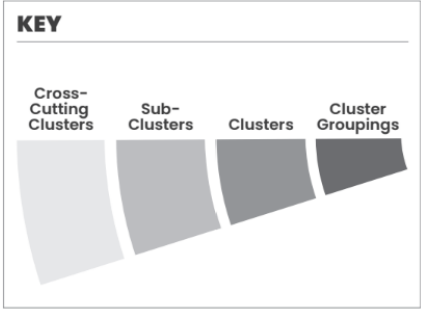 KEY
Cross-
Cutting
Clusters
Sub-
Clusters
Clusters
Cluster
Groupings